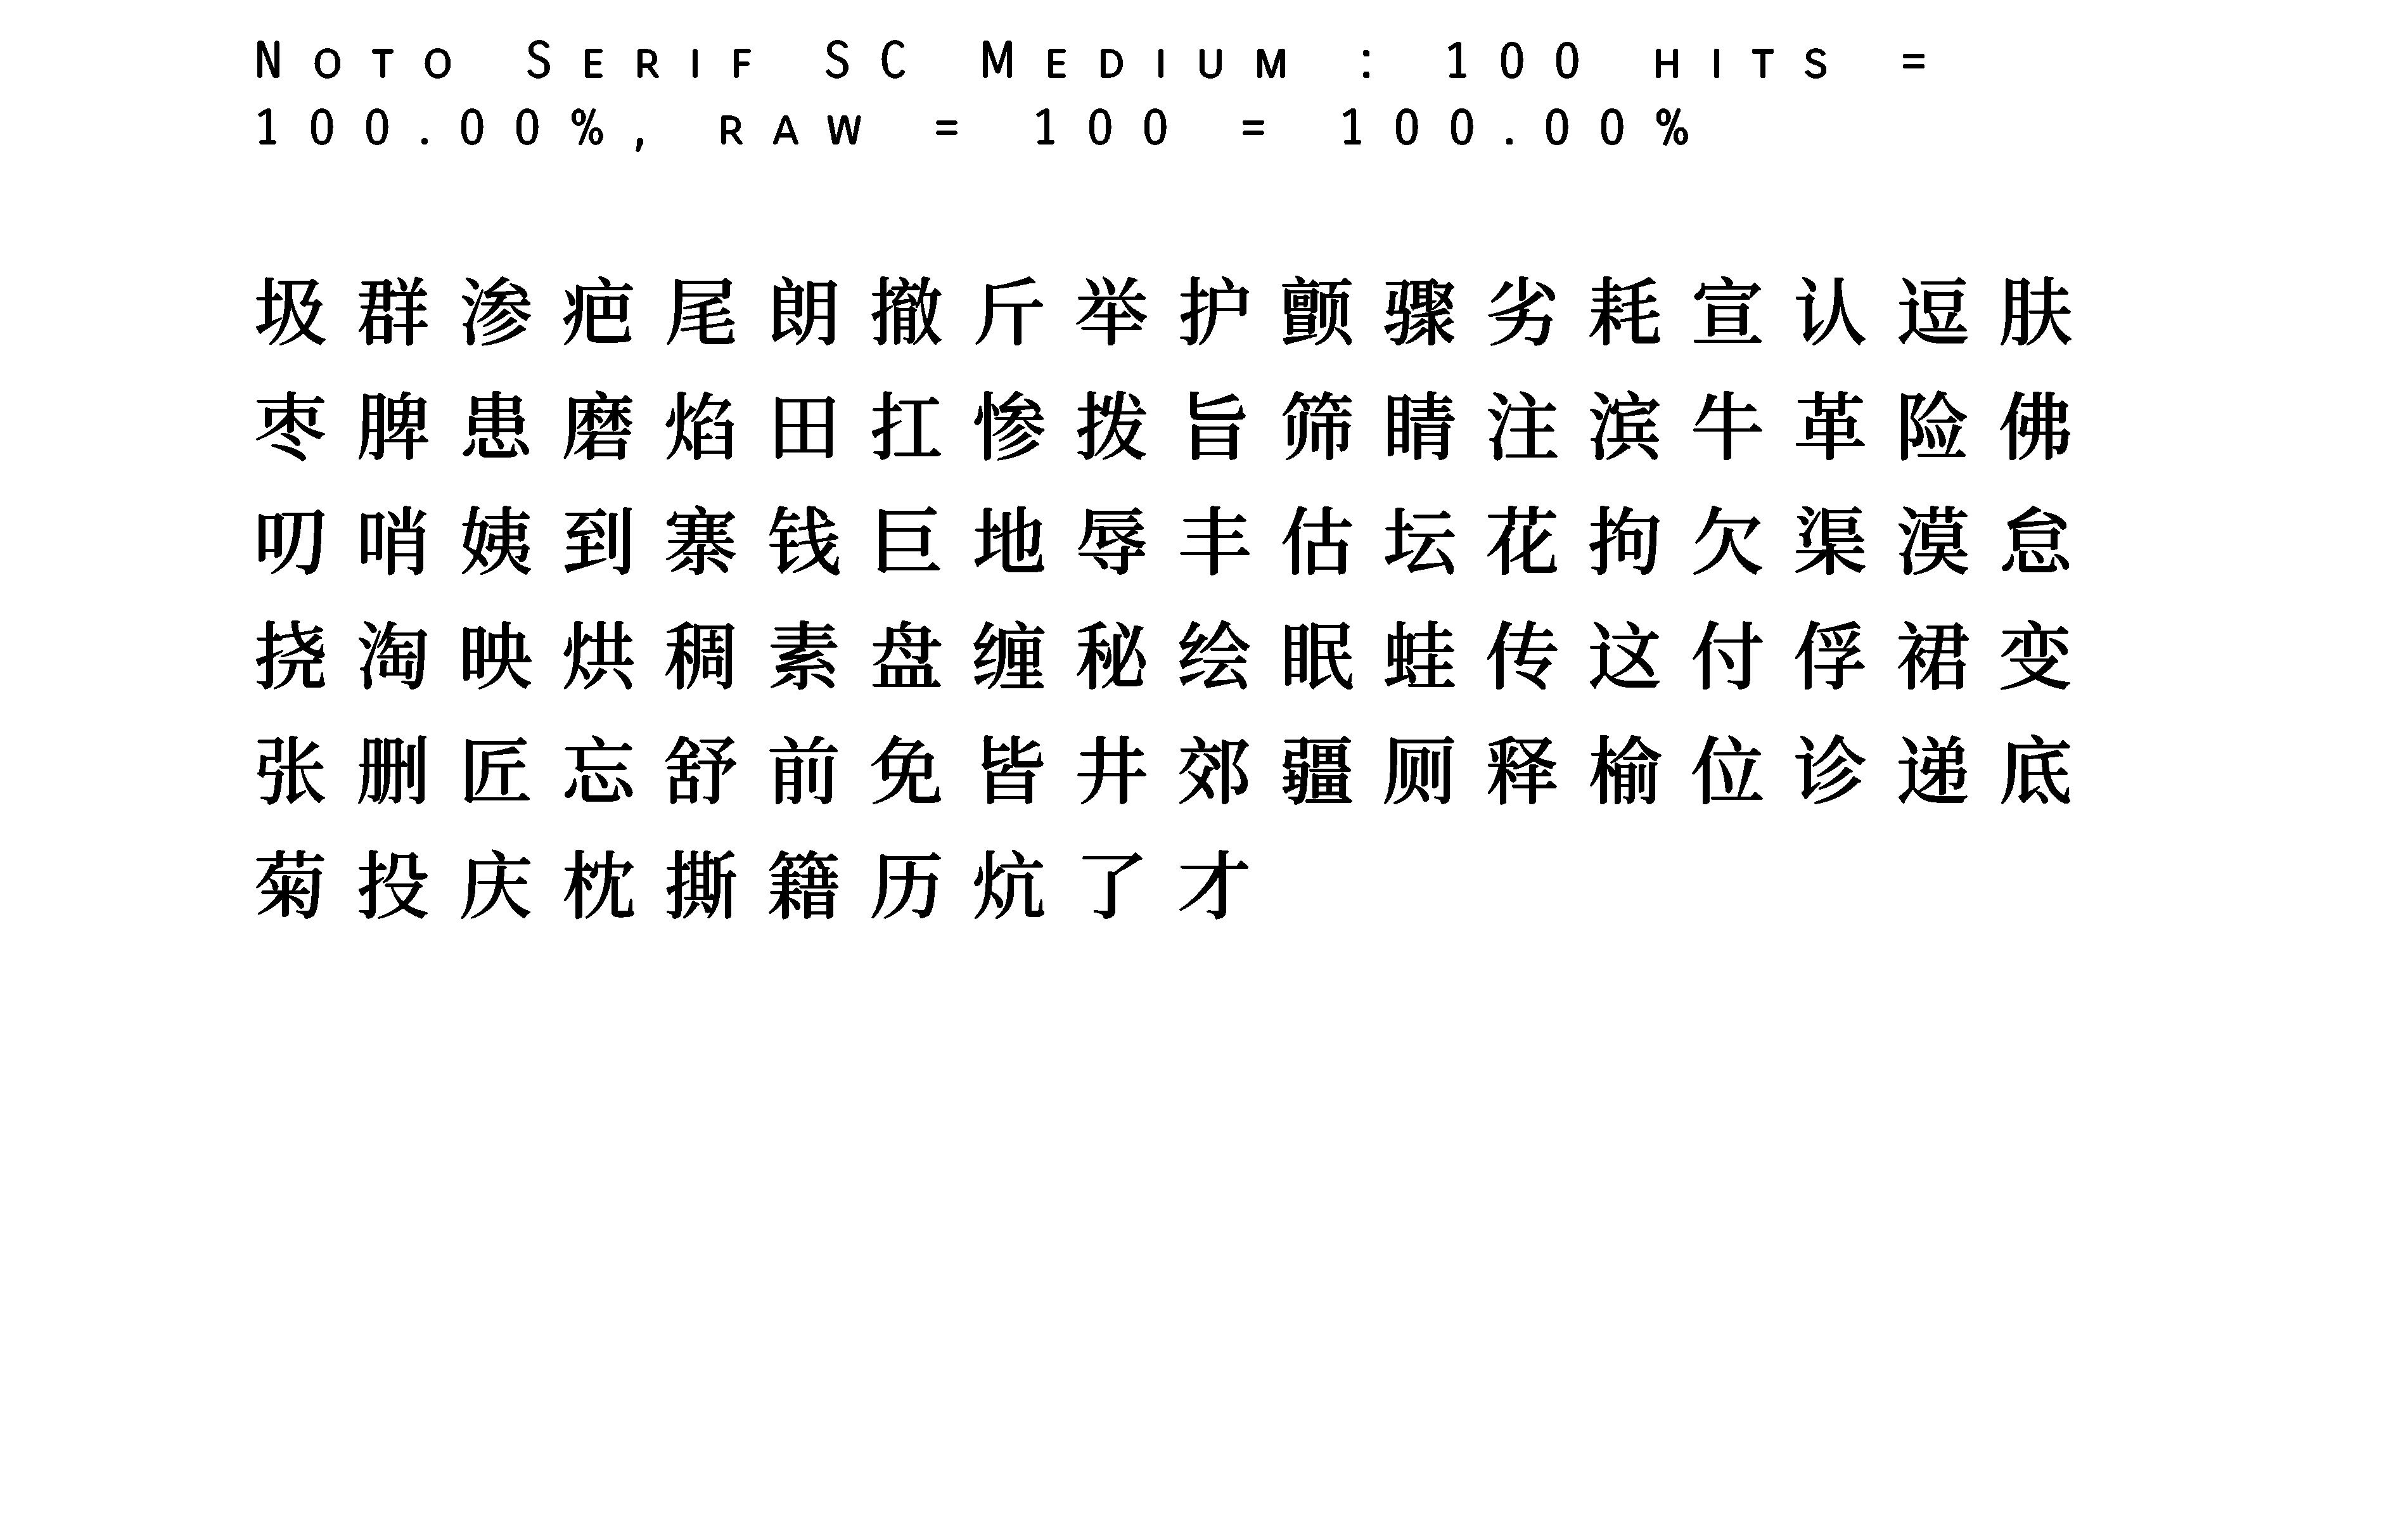 Noto Serif SC Medium : 100 hits =
100.00%, raw = 100 = 100.00%
圾群渗疤尾朗撤斤举护颤骤劣耗宣认逗肤
枣脾患磨焰田扛惨拨旨筛睛注滨牛革险佛
叨哨姨到寨钱巨地辱丰估坛花拘欠渠漠怠
挠淘映烘稠素盘缠秘绘眠蛙传这付俘裙变
张删匠忘舒前免皆井郊疆厕释榆位诊递底
菊投庆枕撕籍历炕了才